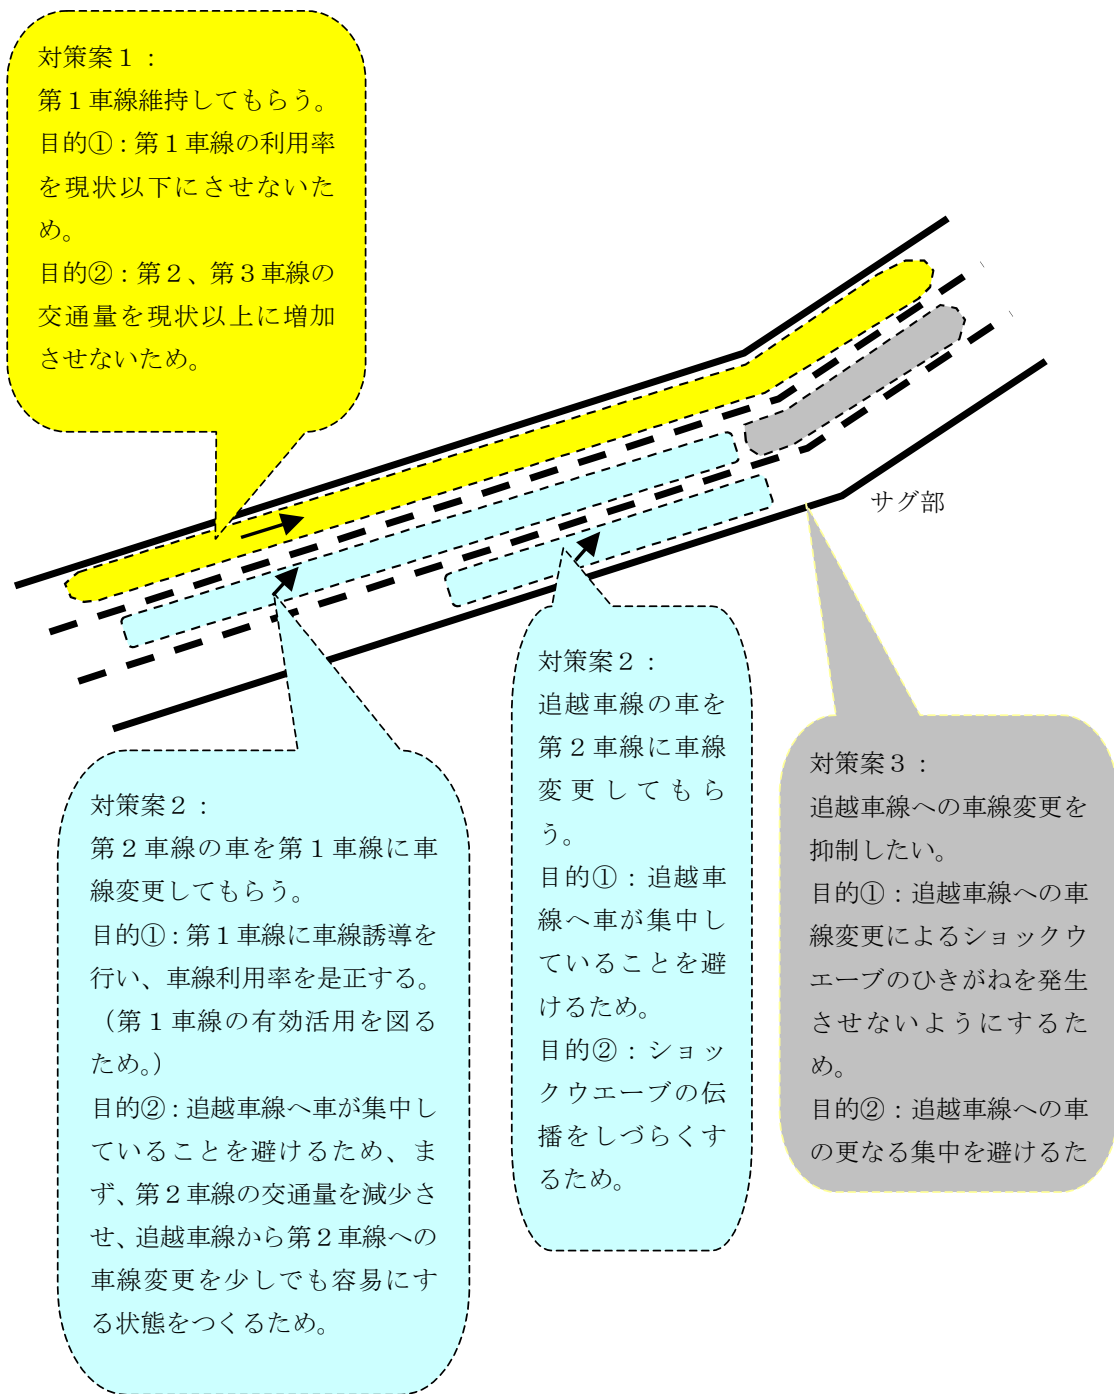 対策案１：
第１車線維持してもらう。
目的①：第１車線の利用率
を現状以下にさせないた
め。
目的②：第２、第３車線の
交通量を現状以上に増加
させないため。
サグ部
対策案２：
第２車線の車を第１車線に車
線変更してもらう。
目的①：第１車線に車線誘導を
行い、車線利用率を是正する。
（第１車線の有効活用を図る
ため。）
目的②：追越車線へ車が集中し
ていることを避けるため、ま
ず、第２車線の交通量を減少さ
せ、追越車線から第２車線への
車線変更を少しでも容易にす
る状態をつくるため。
対策案２：
追越車線の車を
第２車線に車線
変更してもら
う。
目的①：追越車
線へ車が集中し
ていることを避
けるため。
目的②：ショッ
クウエーブの伝
播をしづらくす
るため。
対策案３：
追越車線への車線変更を
抑制したい。
目的①：追越車線への車
線変更によるショックウ
エーブのひきがねを発生
させないようにするた
め。
目的②：追越車線への車
の更なる集中を避けるた